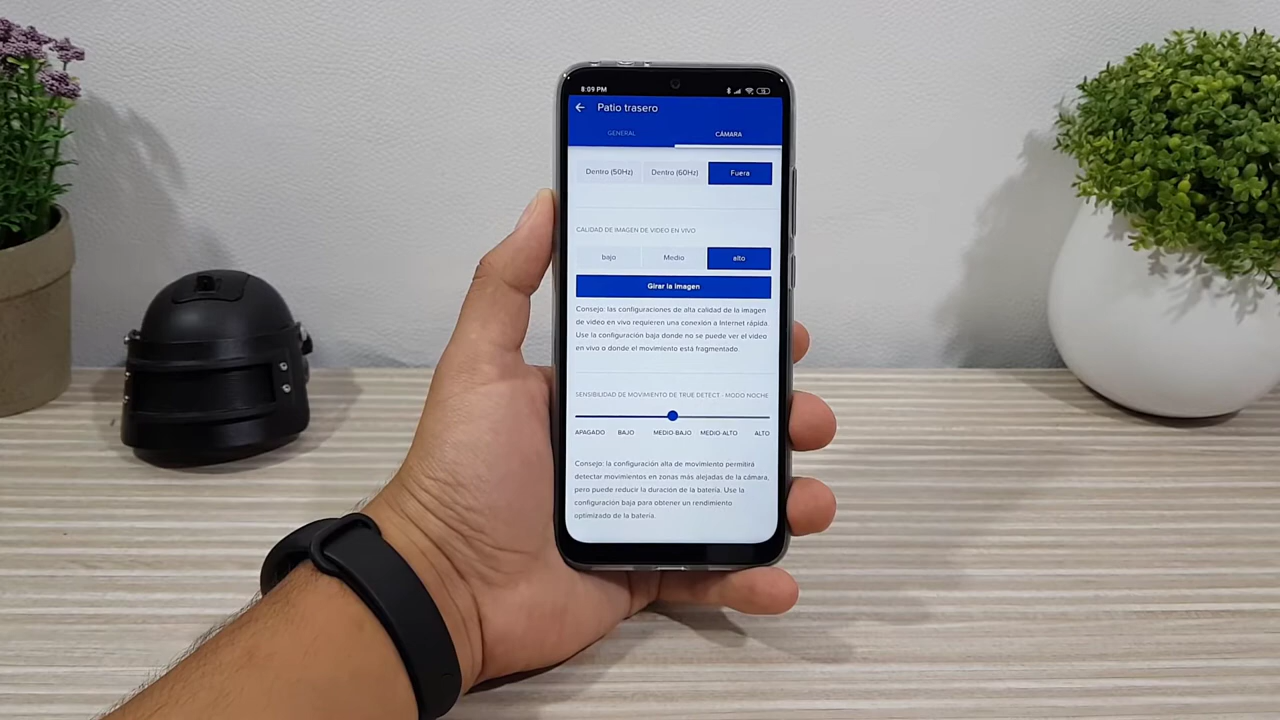 8:09 PM
Patio trasero
GENERAL CÁMARA
Dentro (50Hz) Dentro (60Hz) Fuera
CALIDAD DE IMAGEN DE VIDEO EN VIVO
bajo Medio alto
Girar la imagen
Consejo: las configuraciones de alta calidad de la imagen
de video en vivo requieren una conexión a Internet rápida.
Use la configuración baja donde no se puede ver el video
en vivo o donde el movimiento está fragmentado.
SENSIBILIDAD DE MOVIMIENTO DE TRUE DETECT - MODO NOCHE
APAGADO BAJO MEDIO-BAJO MEDIO-ALTO ALTO
Consejo: la configuración alta de movimiento permitirá
detectar movimientos en zonas más alejadas de la cámara,
pero puede reducir la duración de la batería. Use la
configuración baja para obtener un rendimiento
optimizado de la batería.